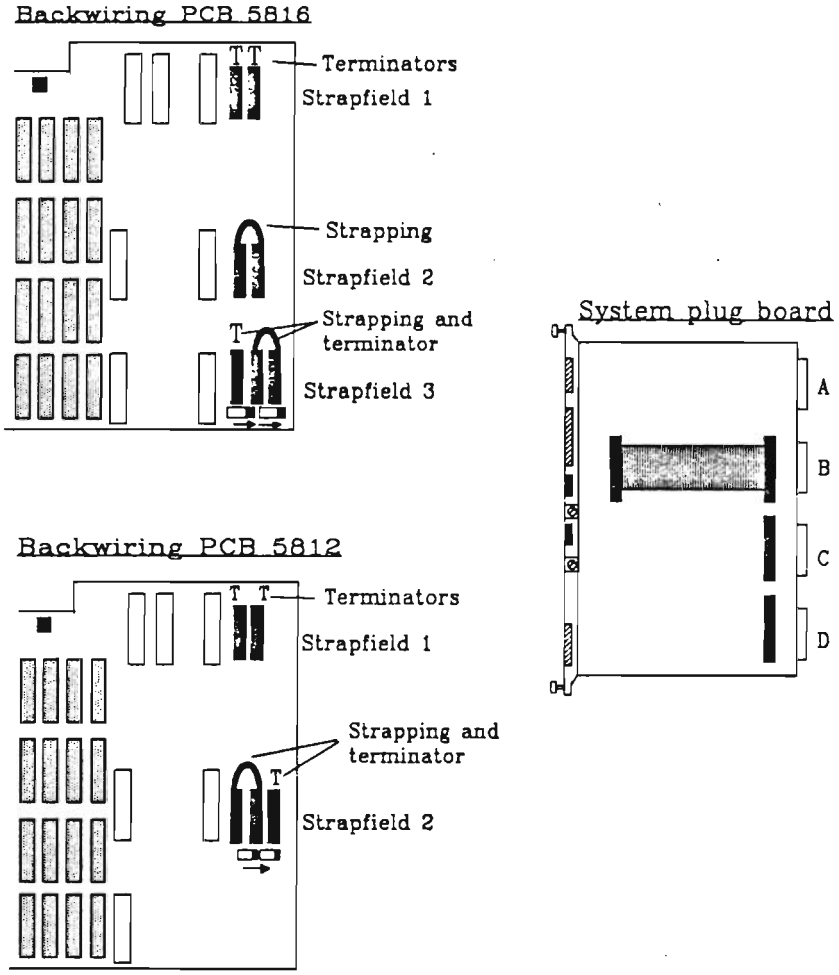 Backwiring PCB 5816
T T
Terminators
Strapfield 1
Strapping
Strapfield 2
T
Strapping and
terminator
Strapfield 3
System plug board
A
B
C
D
Backwiring PCB 5812
T T
Terminators
Strapfield 1
Strapping and
terminator
T
Strapfield 2